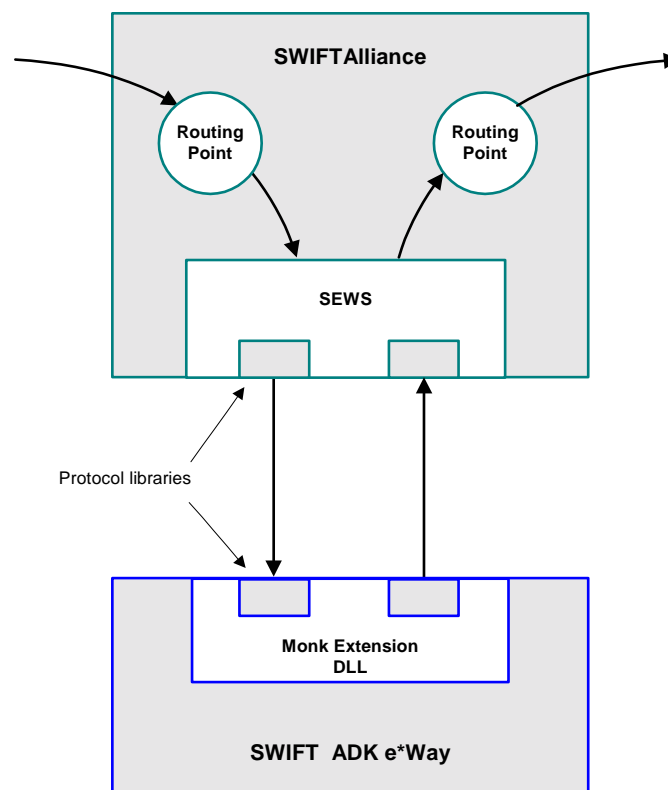 SWIFTAlliance
Routing
Point
Routing
Point
SEWS
Protocol libraries
Monk Extension
DLL
SWIFT ADK e*Way